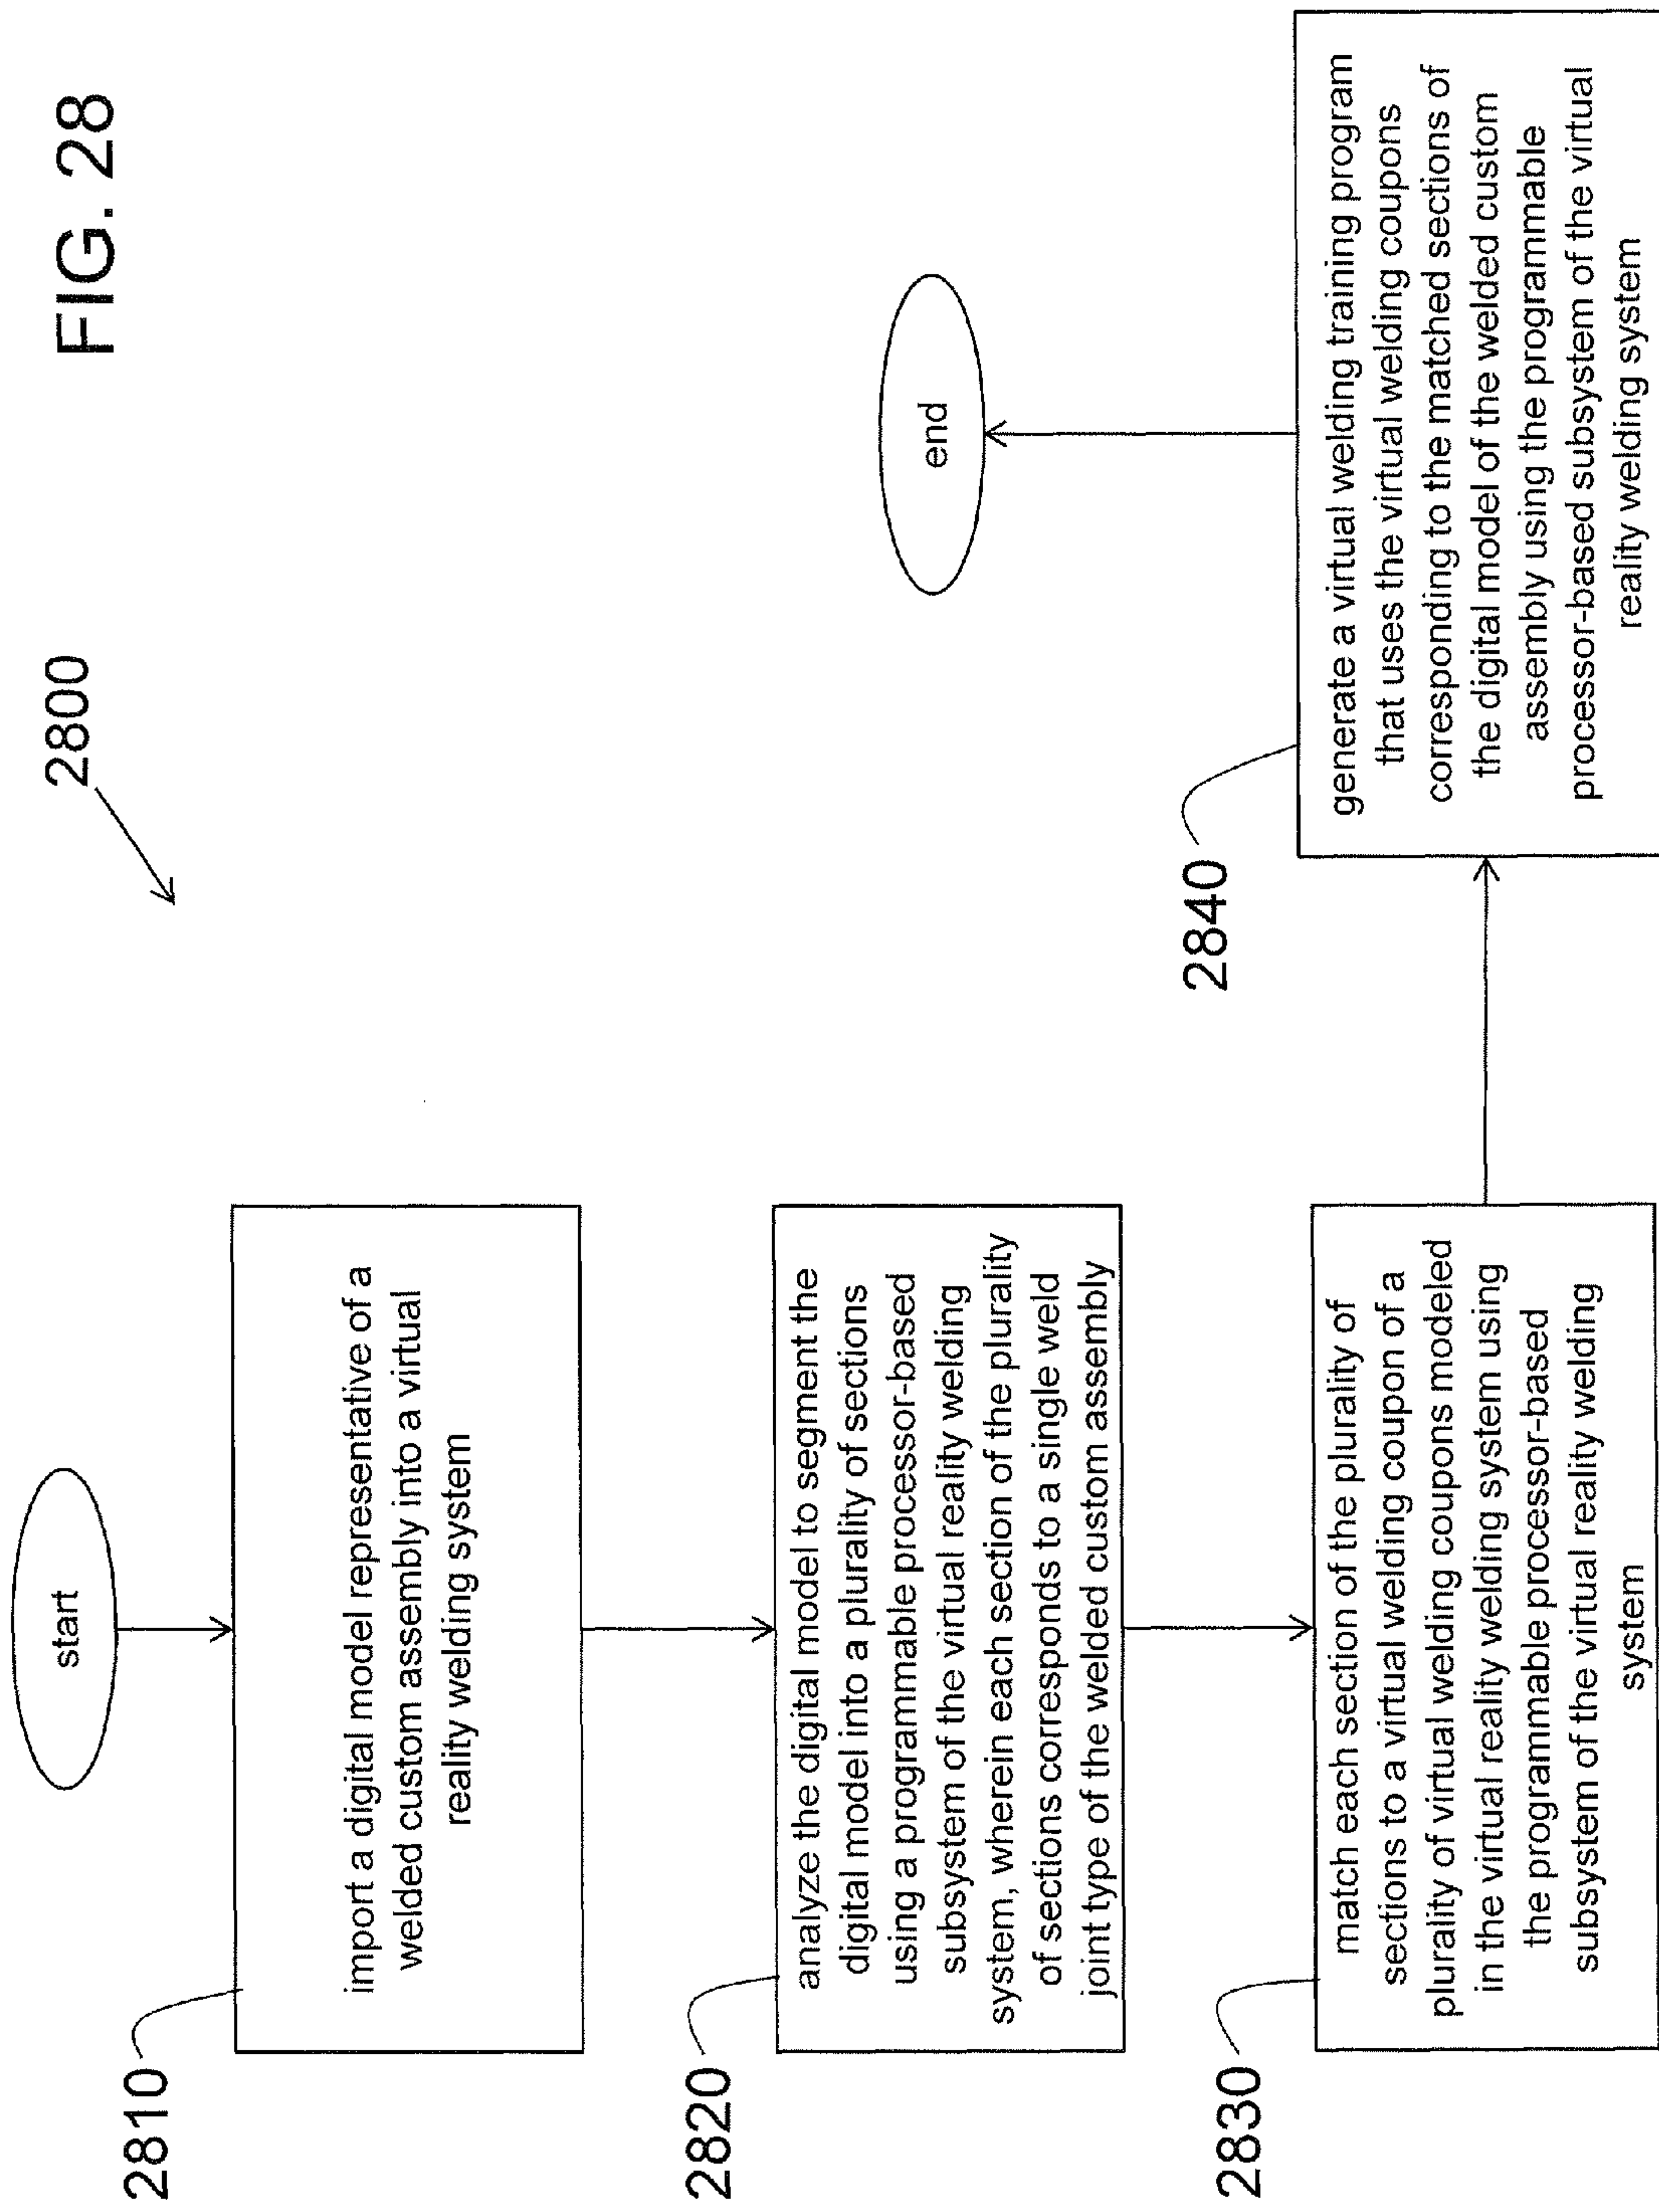 FIG. 28
2800
start
2810
import a digital model representative of a
welded custom assembly into a virtual
reality welding system
2820
analyze the digital model to segment the
digital model into a plurality of sections
using a programmable processor-based
subsystem of the virtual reality welding
system, wherein each section of the plurality
of sections corresponds to a single weld
joint type of the welded custom assembly
2830
match each section of the plurality of
sections to a virtual welding coupon of a
plurality of virtual welding coupons modeled
in the virtual reality welding system using
the programmable processor-based
subsystem of the virtual reality welding
system
2840
generate a virtual welding training program
that uses the virtual welding coupons
corresponding to the matched sections of
the digital model of the welded custom
assembly using the programmable
processor-based subsystem of the virtual
reality welding system
end